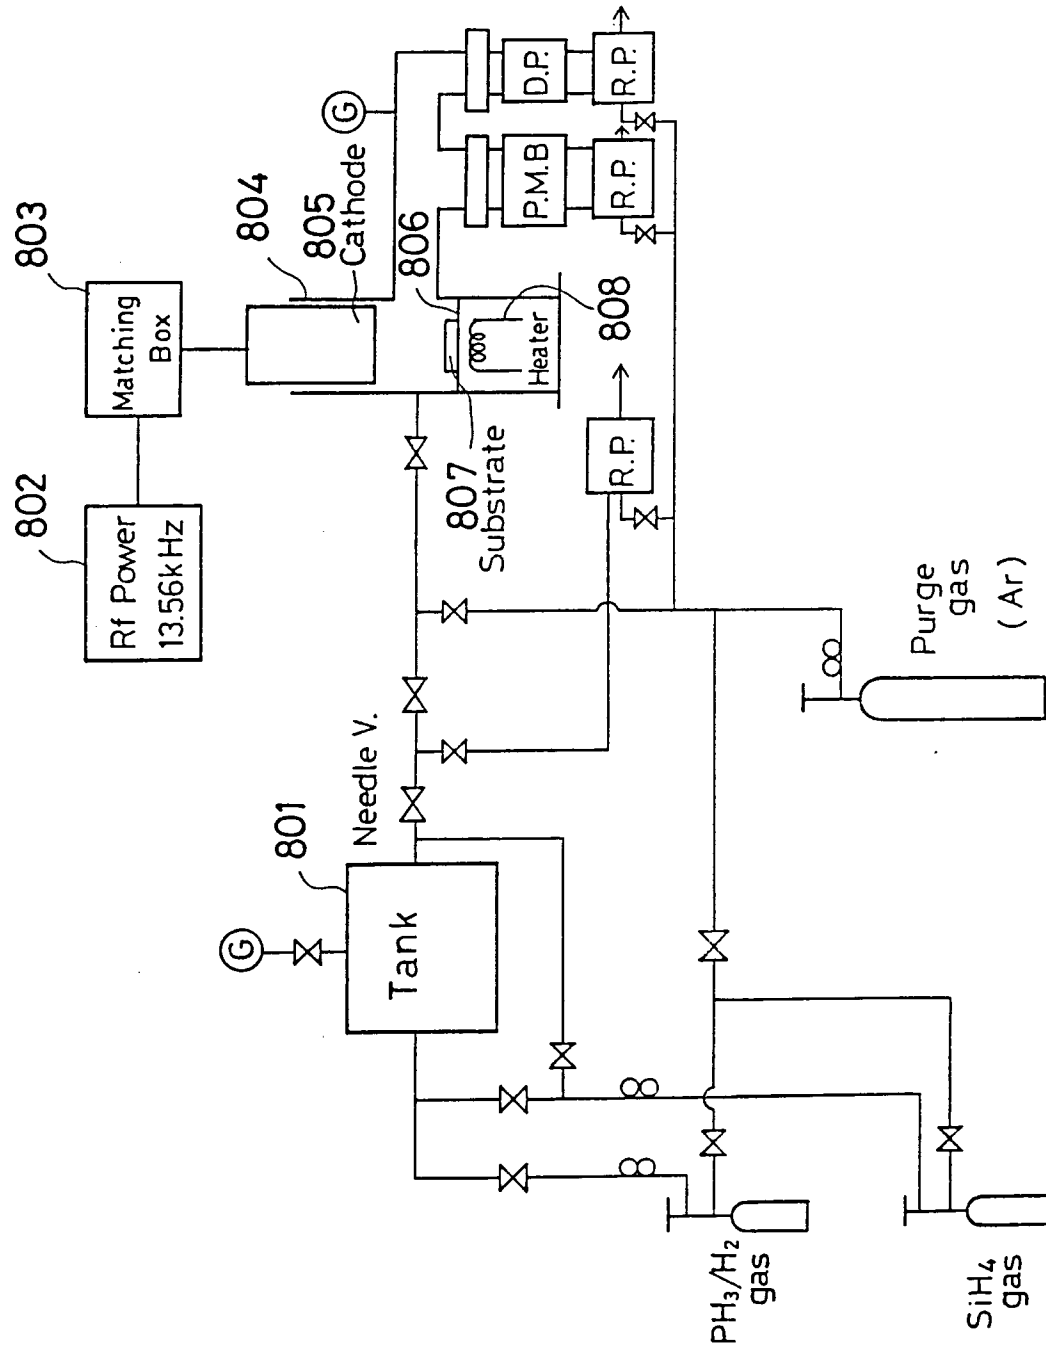 802
Rf Power
13.56kHz
803
Matching
Box
804
805
Cathode
G
806
807
Substrate
Heater
808
P.M.B
D.P.
R.P.
R.P.
R.P.
801
G
Tank
Needle V.
PH₃/H₂
gas
SiH₄
gas
Purge
gas
(Ar)